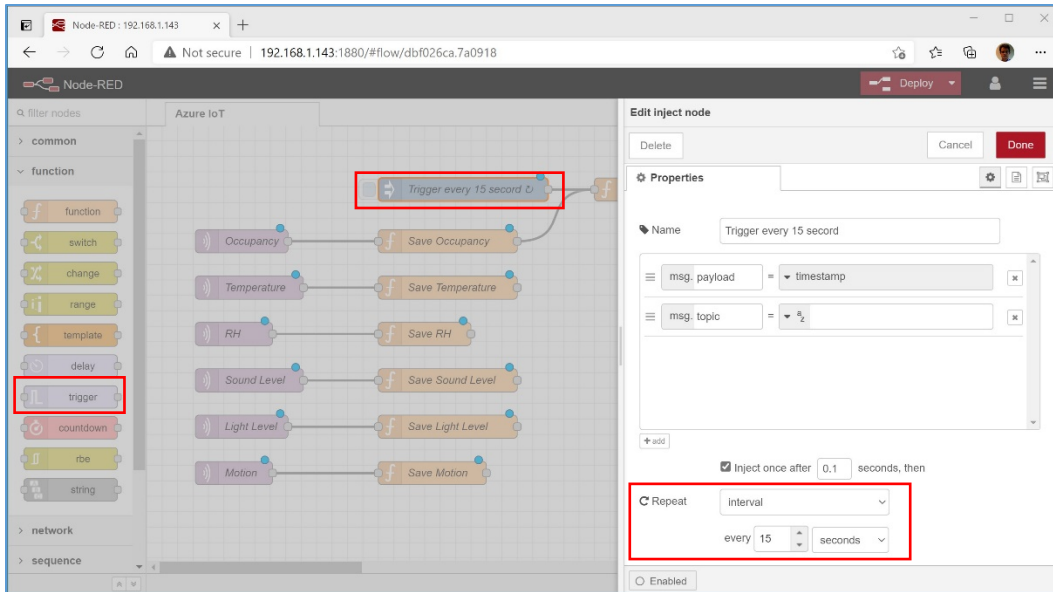 Node-RED : 192.168.1.143
Not secure | 192.168.1.143:1880/#flow/dbf026ca.7a0918
Node-RED
Deploy
filter nodes
Azure IoT
Edit inject node
common
function
function
switch
change
range
template
delay
trigger
countdown
rbe
string
network
sequence
Trigger every 15 secord ↻
Occupancy
Save Occupancy
Temperature
Save Temperature
RH
Save RH
Sound Level
Save Sound Level
Light Level
Save Light Level
Motion
Save Motion
Delete
Cancel
Done
Properties
Name
Trigger every 15 secord
msg. payload = timestamp
msg. topic = a z
+ add
Inject once after 0.1 seconds, then
Repeat
interval
every 15 seconds
Enabled